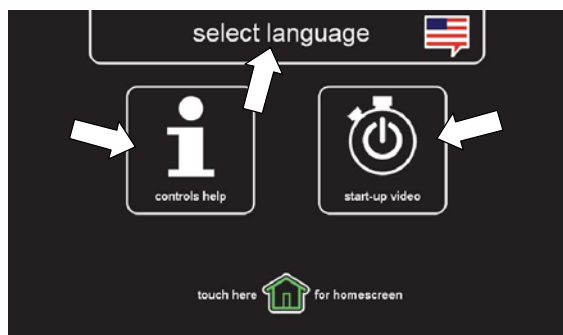 select language
controls help
start-up video
touch here for homescreen